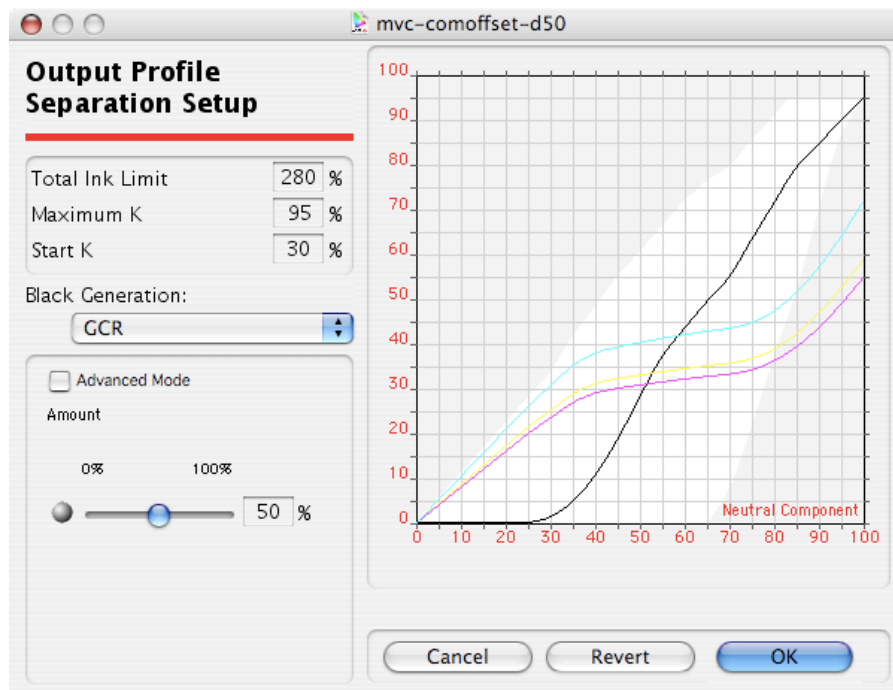 mvc-comoffset-d50
Output Profile
Separation Setup
Total Ink Limit 280 %
Maximum K 95 %
Start K 30 %
Black Generation:
GCR
Advanced Mode
Amount
0% 100%
50 %
100
90
80
70
60
50
40
30
20
10
0
Neutral Component
0 10 20 30 40 50 60 70 80 90 100
Cancel Revert OK